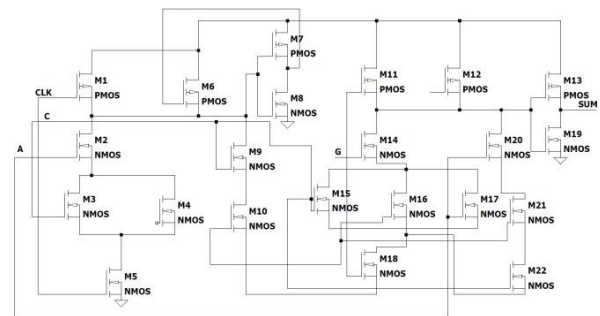 M1
PMOS
CLK
C
A
M2
NMOS
M3
NMOS
M4
NMOS
M5
NMOS
M6
PMOS
M7
PMOS
M8
NMOS
M9
NMOS
M10
NMOS
M11
PMOS
M12
PMOS
M13
PMOS
SUM
G
M14
NMOS
M20
NMOS
M19
NMOS
M15
NMOS
M16
NMOS
M17
NMOS
M21
NMOS
M18
NMOS
M22
NMOS